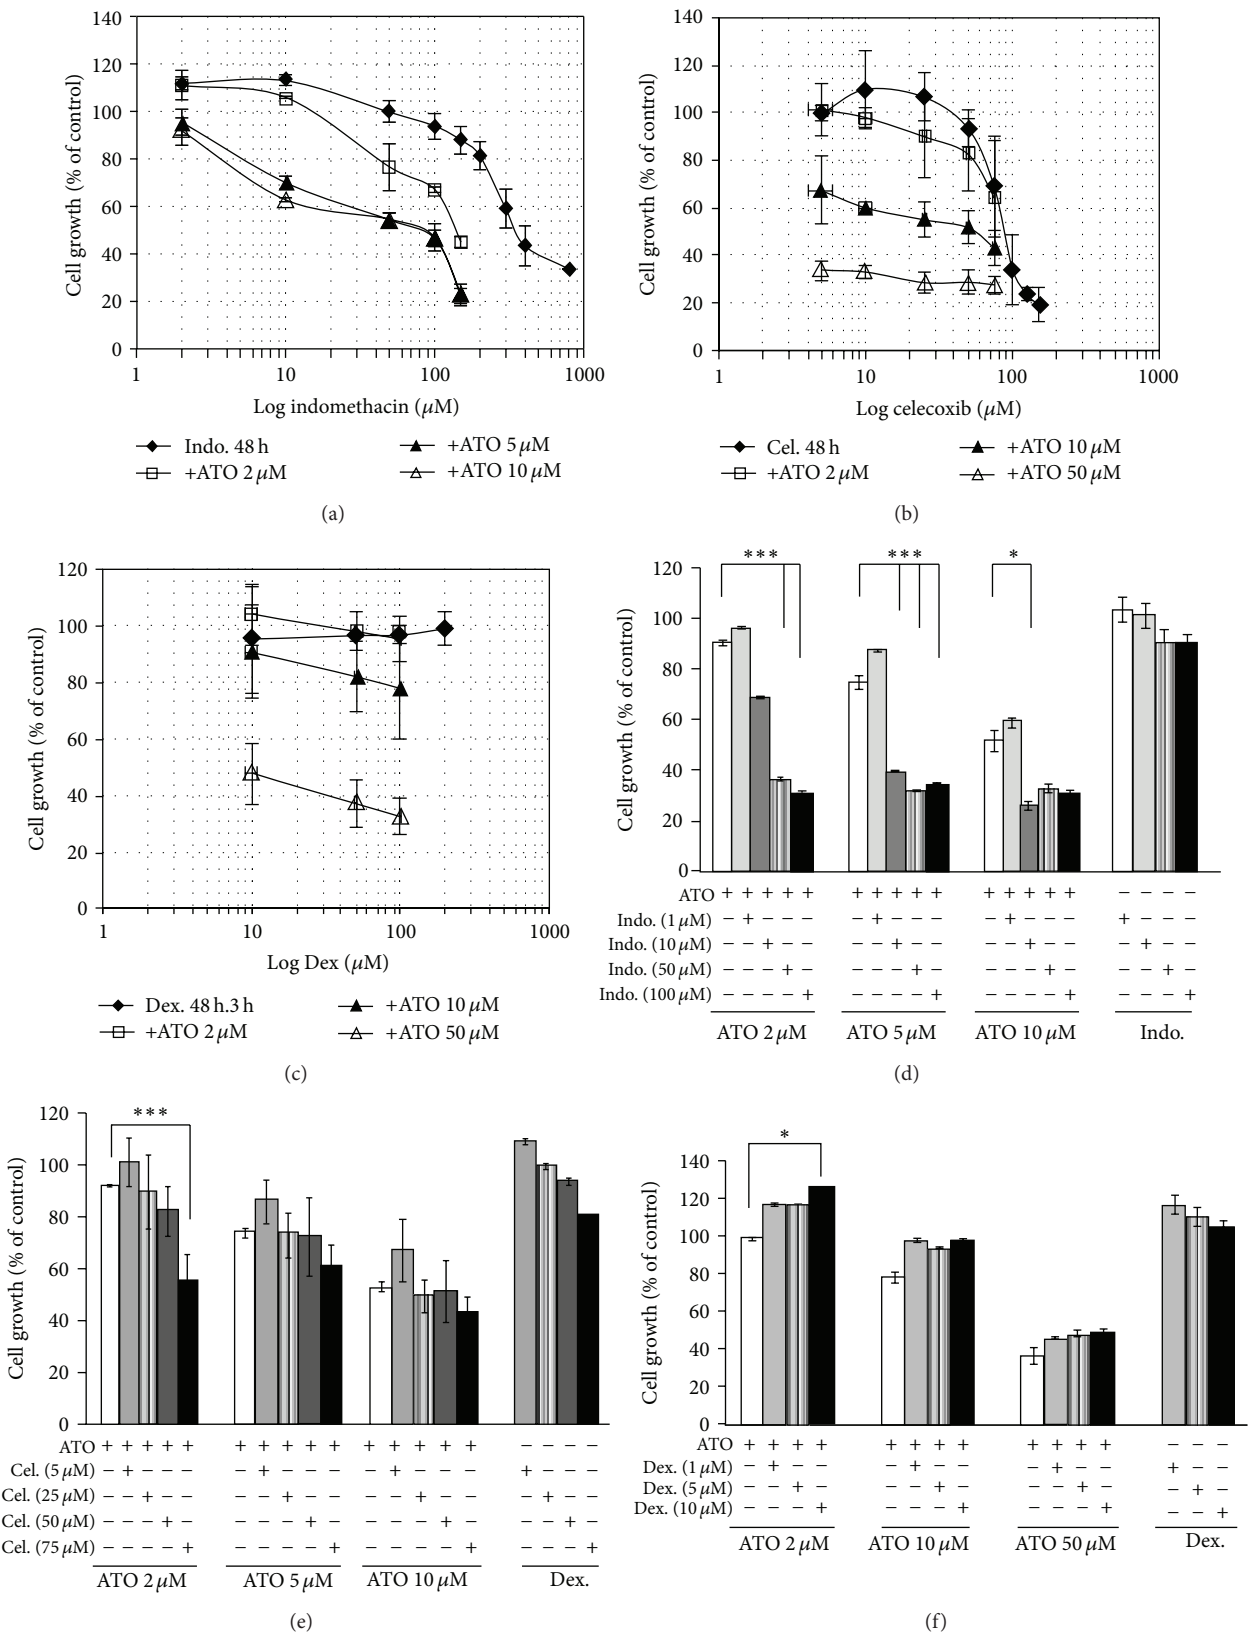 140
120
100
80
60
40
20
0
Cell growth (% of control)
1 10 100 1000
Log indomethacin (μM)
Indo. 48 h
+ATO 2 μM
+ATO 5 μM
+ATO 10 μM
(a)
140
120
100
80
60
40
20
0
Cell growth (% of control)
1 10 100 1000
Log celecoxib (μM)
Cel. 48 h
+ATO 2 μM
+ATO 10 μM
+ATO 50 μM
(b)
120
100
80
60
40
20
0
Cell growth (% of control)
1 10 100 1000
Log Dex (μM)
Dex. 48 h.3 h
+ATO 2 μM
+ATO 10 μM
+ATO 50 μM
(c)
*** *** *
120
100
80
60
40
20
0
Cell growth (% of control)
ATO + + + + + + + + + + + + + + + − − − −
Indo. (1 μM) − + − − − − + − − − − + − − − + − − −
Indo. (10 μM) − − + − − − − + − − − − + − − − + − −
Indo. (50 μM) − − − + − − − − + − − − − + − − − + −
Indo. (100 μM) − − − − + − − − − + − − − − + − − − +
ATO 2 μM ATO 5 μM ATO 10 μM Indo.
(d)
***
120
100
80
60
40
20
0
Cell growth (% of control)
ATO + + + + + + + + + + + + + + + − − − −
Cel. (5 μM) − + − − − − + − − − − + − − − + − − −
Cel. (25 μM) − − + − − − − + − − − − + − − − + − −
Cel. (50 μM) − − − + − − − − + − − − − + − − − + −
Cel. (75 μM) − − − − + − − − − + − − − − + − − − +
ATO 2 μM ATO 5 μM ATO 10 μM Dex.
(e)
*
140
120
100
80
60
40
20
0
Cell growth (% of control)
ATO + + + + + + + + + + + + − − −
Dex. (1 μM) − + − − − + − − − + − − + − −
Dex. (5 μM) − − + − − − + − − − + − − + −
Dex. (10 μM) − − − + − − − + − − − + − − +
ATO 2 μM ATO 10 μM ATO 50 μM Dex.
(f)